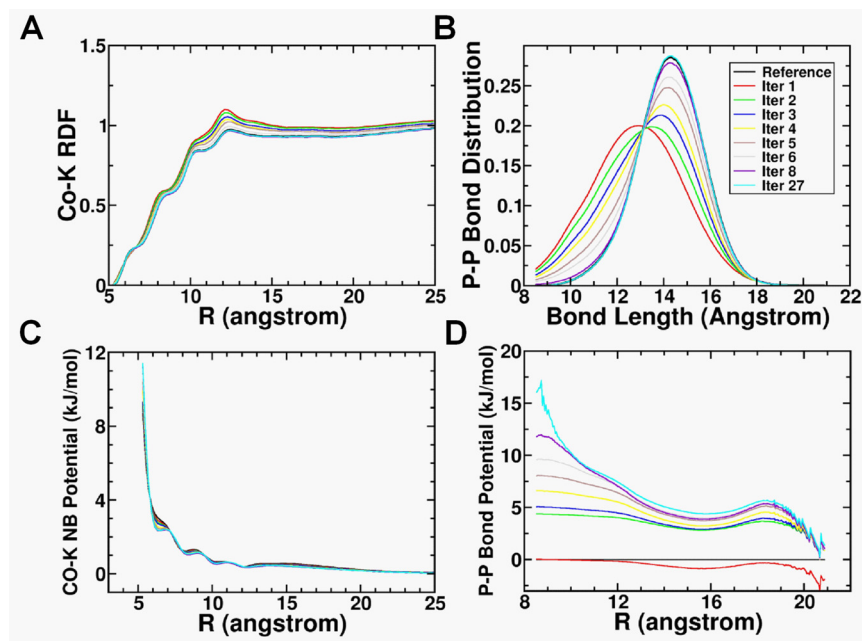 A
Co-K RDF
1.5
1
0.5
0
5
10
15
20
25
R (angstrom)
B
P-P Bond Distribution
0.25
0.2
0.15
0.1
0.05
0
8
10
12
14
16
18
20
22
Bond Length (Angstrom)
Reference
Iter 1
Iter 2
Iter 3
Iter 4
Iter 5
Iter 6
Iter 8
Iter 27
C
CO-K NB Potential (kJ/mol)
12
8
4
0
5
10
15
20
25
R (angstrom)
D
P-P Bond Potential (kJ/mol)
20
15
10
5
0
8
12
16
20
R (angstrom)